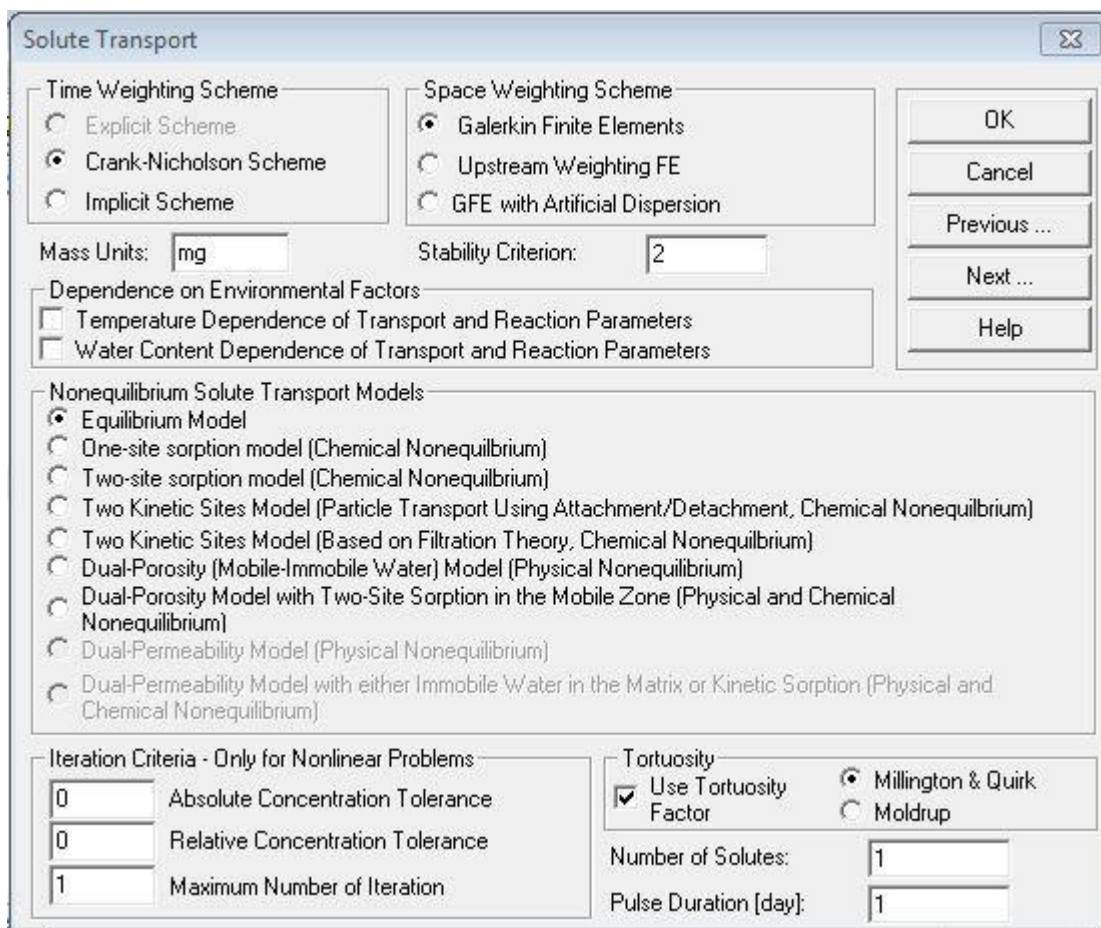 Solute Transport
Time Weighting Scheme
Explicit Scheme
Crank-Nicholson Scheme
Implicit Scheme
Space Weighting Scheme
Galerkin Finite Elements
Upstream Weighting FE
GFE with Artificial Dispersion
OK
Cancel
Previous ...
Next ...
Help
Mass Units: mg
Stability Criterion: 2
Dependence on Environmental Factors
Temperature Dependence of Transport and Reaction Parameters
Water Content Dependence of Transport and Reaction Parameters
Nonequilibrium Solute Transport Models
Equilibrium Model
One-site sorption model (Chemical Nonequilbrium)
Two-site sorption model (Chemical Nonequilbrium)
Two Kinetic Sites Model (Particle Transport Using Attachment/Detachment, Chemical Nonequilbrium)
Two Kinetic Sites Model (Based on Filtration Theory, Chemical Nonequilbrium)
Dual-Porosity (Mobile-Immobile Water) Model (Physical Nonequilibrium)
Dual-Porosity Model with Two-Site Sorption in the Mobile Zone (Physical and Chemical
Nonequilibrium)
Dual-Permeability Model (Physical Nonequilibrium)
Dual-Permeability Model with either Immobile Water in the Matrix or Kinetic Sorption (Physical and
Chemical Nonequilibrium)
Iteration Criteria - Only for Nonlinear Problems
0 Absolute Concentration Tolerance
0 Relative Concentration Tolerance
1 Maximum Number of Iteration
Tortuosity
Use Tortuosity
Factor
Millington & Quirk
Moldrup
Number of Solutes: 1
Pulse Duration [day]: 1